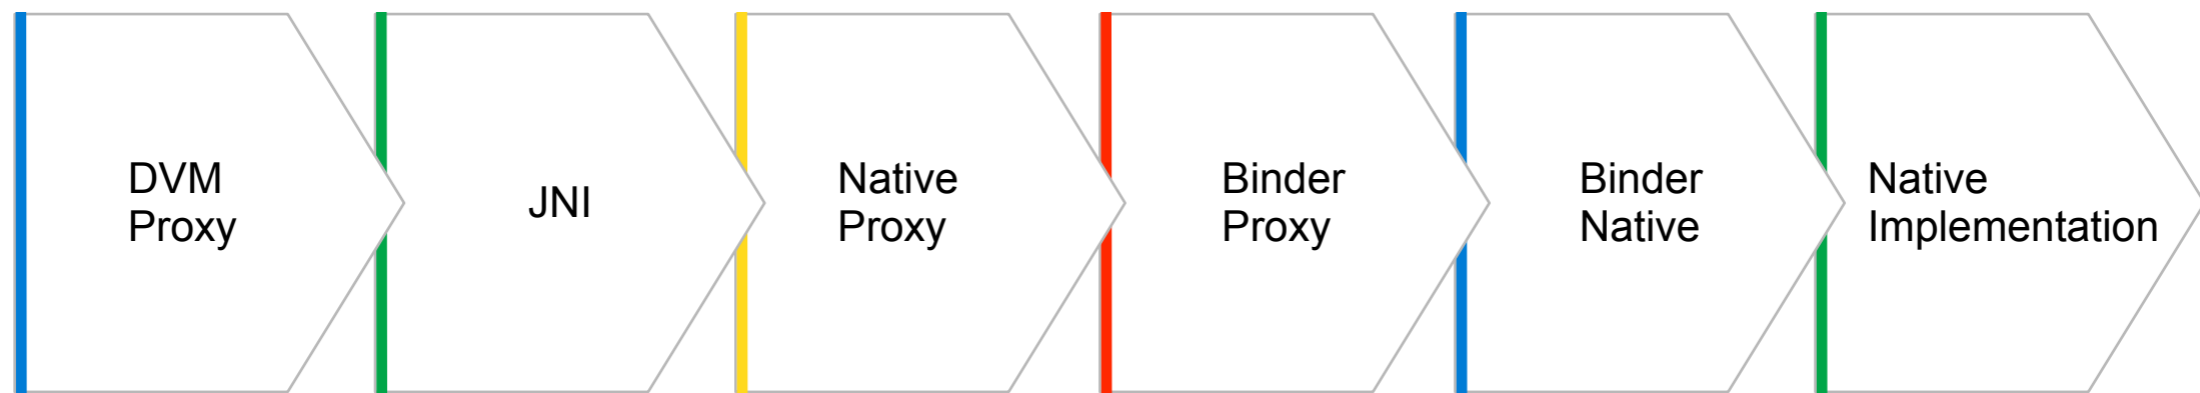 DVM
Proxy
JNI
Native
Proxy
Binder
Proxy
Binder
Native
Native
Implementation